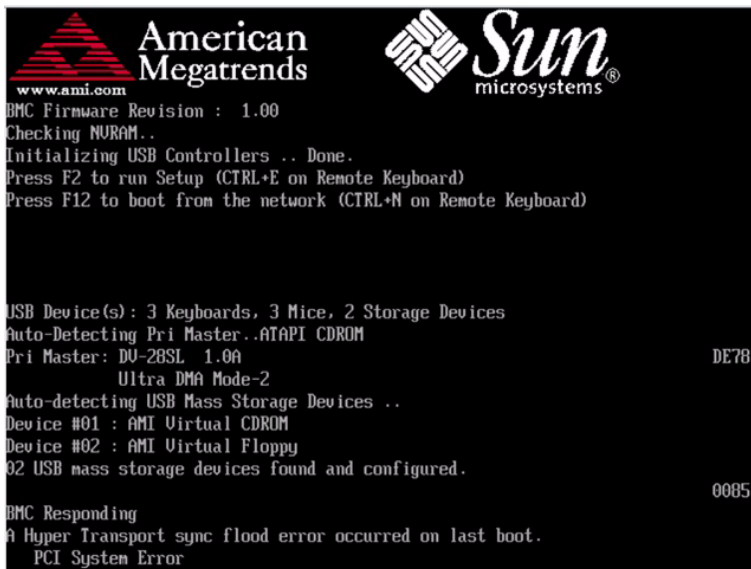 American
Megatrends
www.ami.com
Sun
microsystems®
BMC Firmware Revision :  1.00
Checking NVRAM..
Initializing USB Controllers .. Done.
Press F2 to run Setup (CTRL+E on Remote Keyboard)
Press F12 to boot from the network (CTRL+N on Remote Keyboard)
USB Device(s): 3 Keyboards, 3 Mice, 2 Storage Devices
Auto-Detecting Pri Master..ATAPI CDROM
Pri Master: DV-28SL  1.0A DE78
Ultra DMA Mode-2
Auto-detecting USB Mass Storage Devices ..
Device #01 : AMI Virtual CDROM
Device #02 : AMI Virtual Floppy
02 USB mass storage devices found and configured.
0085
BMC Responding
A Hyper Transport sync flood error occurred on last boot.
PCI System Error